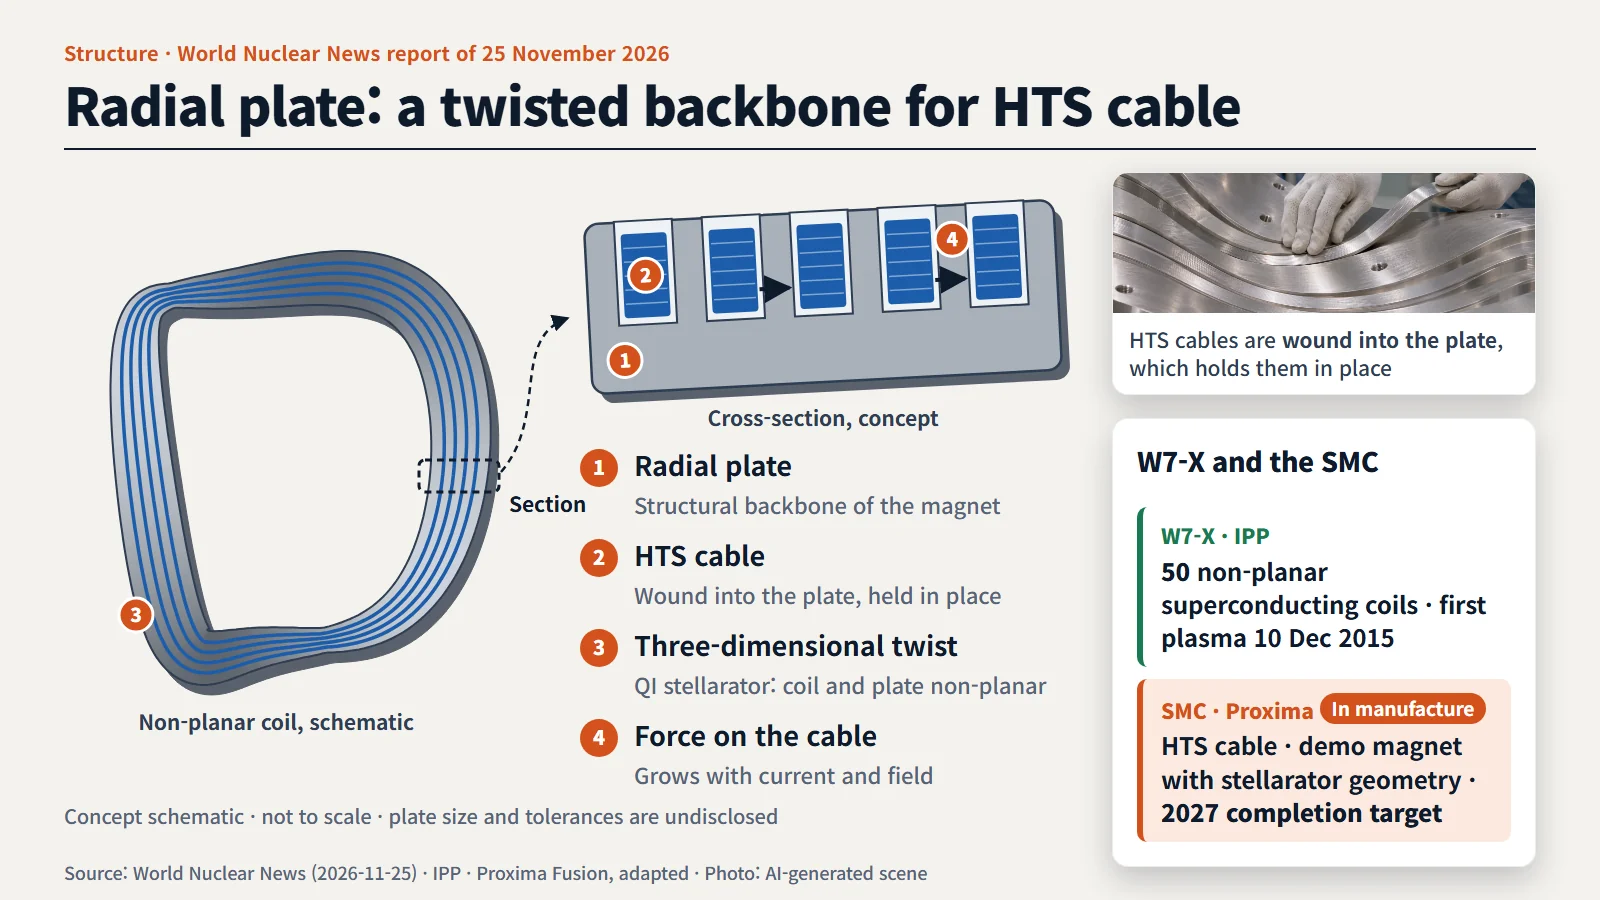 Structure · World Nuclear News report of 25 November 2026
Radial plate: a twisted backbone for HTS cable
2
4
1
3
Section
Cross-section, concept
Non-planar coil, schematic
1 Radial plate
Structural backbone of the magnet
2 HTS cable
Wound into the plate, held in place
3 Three-dimensional twist
QI stellarator: coil and plate non-planar
4 Force on the cable
Grows with current and field
HTS cables are wound into the plate,
which holds them in place
W7-X and the SMC
W7-X · IPP
50 non-planar
superconducting coils · first
plasma 10 Dec 2015
SMC · Proxima In manufacture
HTS cable · demo magnet
with stellarator geometry ·
2027 completion target
Concept schematic · not to scale · plate size and tolerances are undisclosed
Source: World Nuclear News (2026-11-25) · IPP · Proxima Fusion, adapted · Photo: AI-generated scene